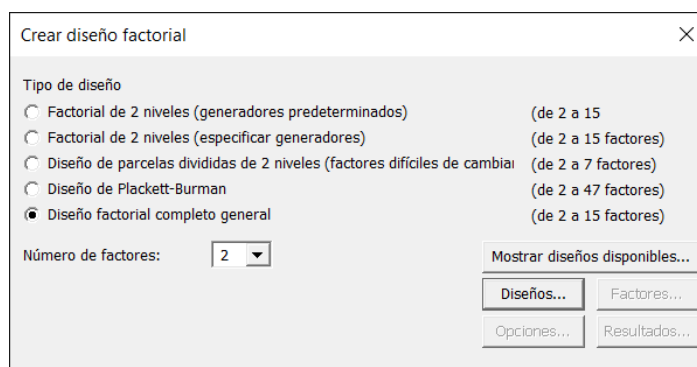 Crear diseño factorial
Tipo de diseño
Factorial de 2 niveles (generadores predeterminados) (de 2 a 15
Factorial de 2 niveles (especificar generadores) (de 2 a 15 factores)
Diseño de parcelas divididas de 2 niveles (factores difíciles de cambiar (de 2 a 7 factores)
Diseño de Plackett-Burman (de 2 a 47 factores)
Diseño factorial completo general (de 2 a 15 factores)
Número de factores: 2 Mostrar diseños disponibles...
Diseños... Factores...
Opciones... Resultados...